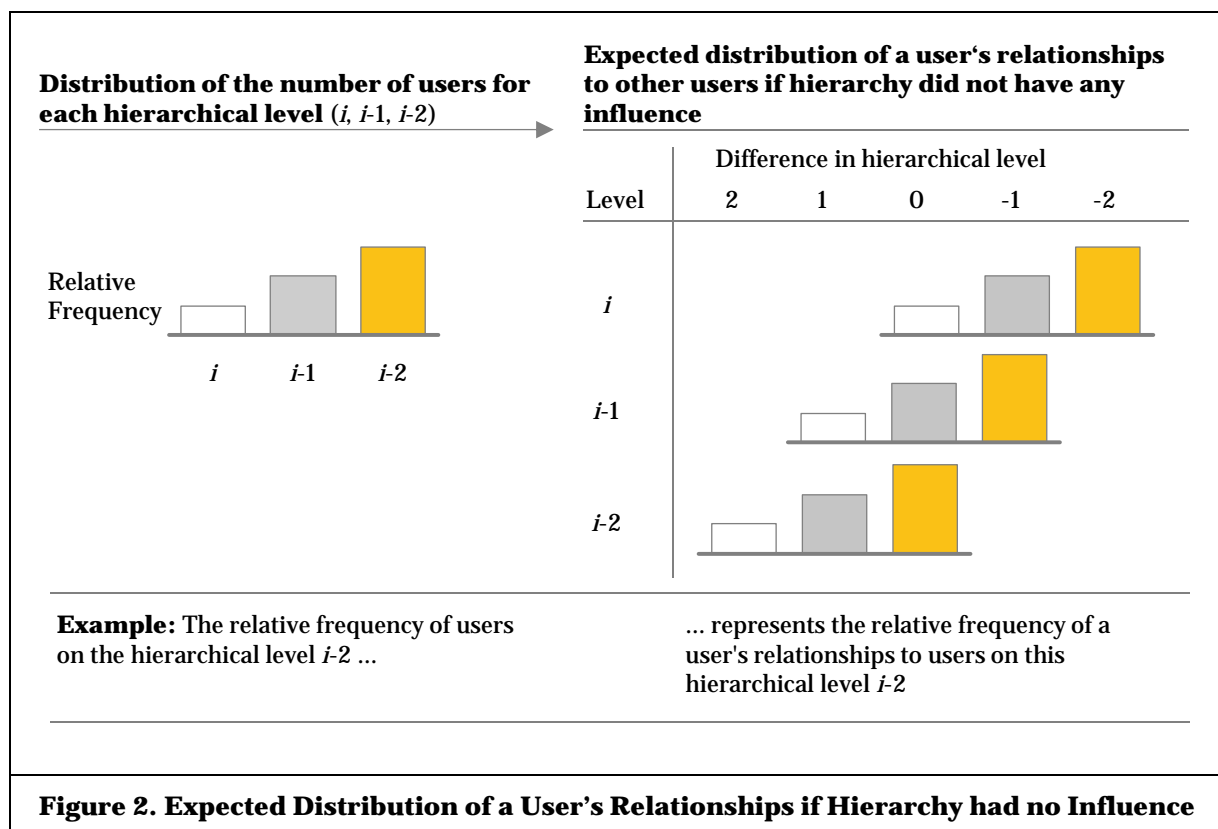 Distribution of the number of users for
each hierarchical level (i, i-1, i-2)
Relative
Frequency
i i-1 i-2
Expected distribution of a user‘s relationships
to other users if hierarchy did not have any
influence
Difference in hierarchical level
Level 2 1 0 -1 -2
i
i-1
i-2
Example: The relative frequency of users
on the hierarchical level i-2 ...
... represents the relative frequency of a
user's relationships to users on this
hierarchical level i-2
Figure 2. Expected Distribution of a User’s Relationships if Hierarchy had no Influence